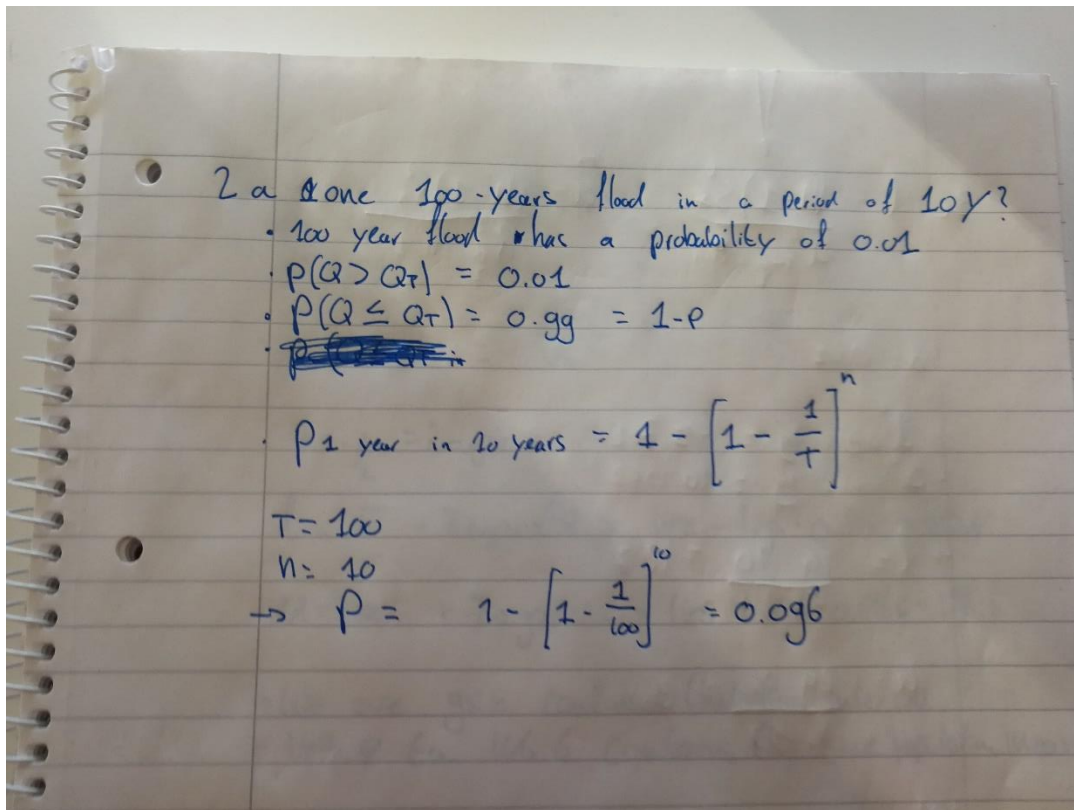 2 a one 100-years flood in a period of 10y?
· 100 year flood has a probability of 0.01
· P(Q > QT) = 0.01
· P(Q ≤ QT) = 0.99 = 1-P
· P1 year in 10 years = 1 - [1 - 1/T]^n
T = 100
n = 10
→ P = 1 - [1 - 1/100]^10 = 0.096